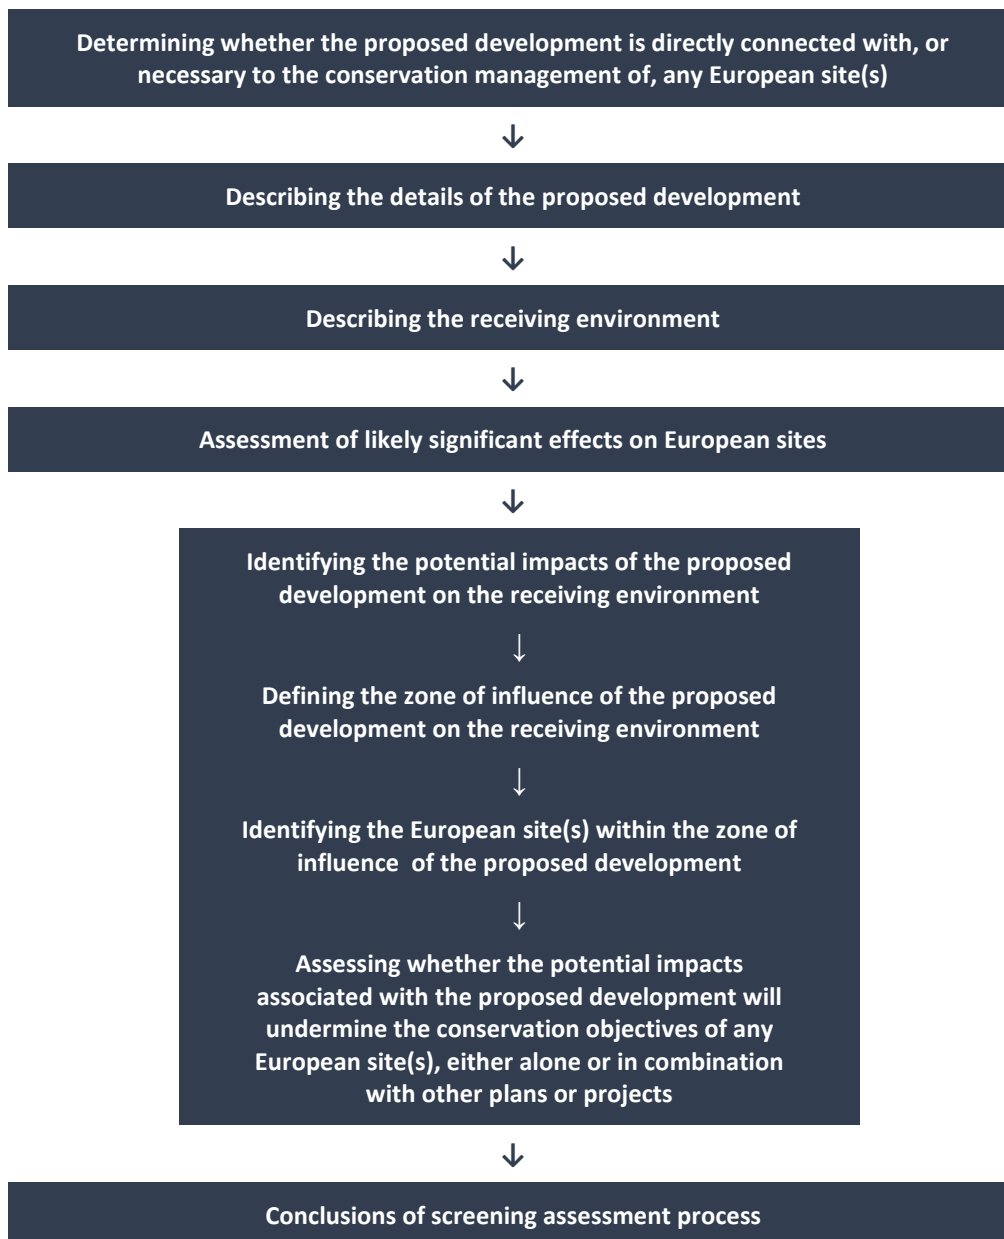 Determining whether the proposed development is directly connected with, or
necessary to the conservation management of, any European site(s)
↓
Describing the details of the proposed development
↓
Describing the receiving environment
↓
Assessment of likely significant effects on European sites
↓
Identifying the potential impacts of the proposed
development on the receiving environment
↓
Defining the zone of influence of the proposed
development on the receiving environment
↓
Identifying the European site(s) within the zone of
influence of the proposed development
↓
Assessing whether the potential impacts
associated with the proposed development will
undermine the conservation objectives of any
European site(s), either alone or in combination
with other plans or projects
↓
Conclusions of screening assessment process